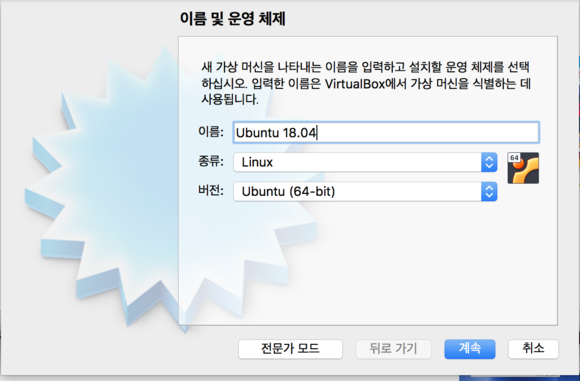 이름 및 운영 체제
새 가상 머신을 나타내는 이름을 입력하고 설치할 운영 체제를 선택
하십시오. 입력한 이름은 VirtualBox에서 가상 머신을 식별하는 데
사용됩니다.
이름: Ubuntu 18.04
종류: Linux
64
버전: Ubuntu (64-bit)
전문가 모드 뒤로 가기 계속 취소